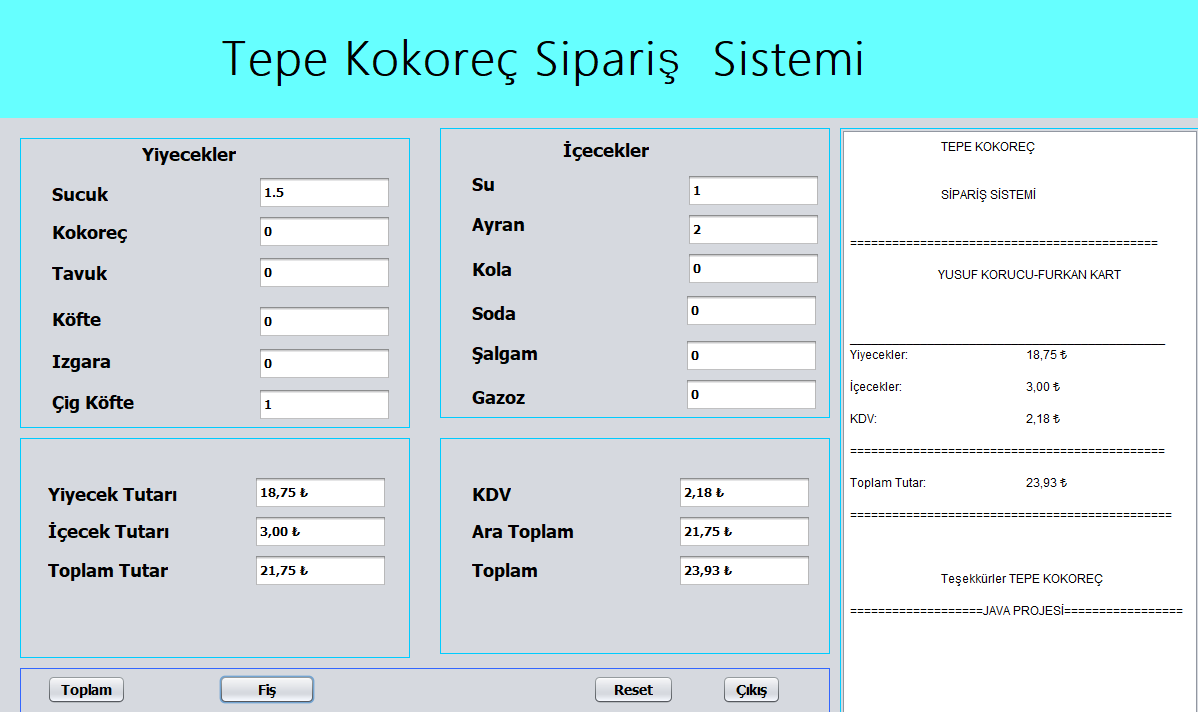 Tepe Kokoreç Sipariş  Sistemi
Yiyecekler
Sucuk 1.5
Kokoreç 0
Tavuk 0
Köfte 0
Izgara 0
Çig Köfte 1
İçecekler
Su 1
Ayran 2
Kola 0
Soda 0
Şalgam 0
Gazoz 0
Yiyecek Tutarı 18,75 ₺
İçecek Tutarı 3,00 ₺
Toplam Tutar 21,75 ₺
KDV 2,18 ₺
Ara Toplam 21,75 ₺
Toplam 23,93 ₺
Toplam Fiş Reset Çıkış
TEPE KOKOREÇ
SİPARİŞ SİSTEMİ
============================================
YUSUF KORUCU-FURKAN KART
_____________________________________________
Yiyecekler: 18,75 ₺
İçecekler: 3,00 ₺
KDV: 2,18 ₺
=============================================
Toplam Tutar: 23,93 ₺
==============================================
Teşekkürler TEPE KOKOREÇ
===================JAVA PROJESİ=================